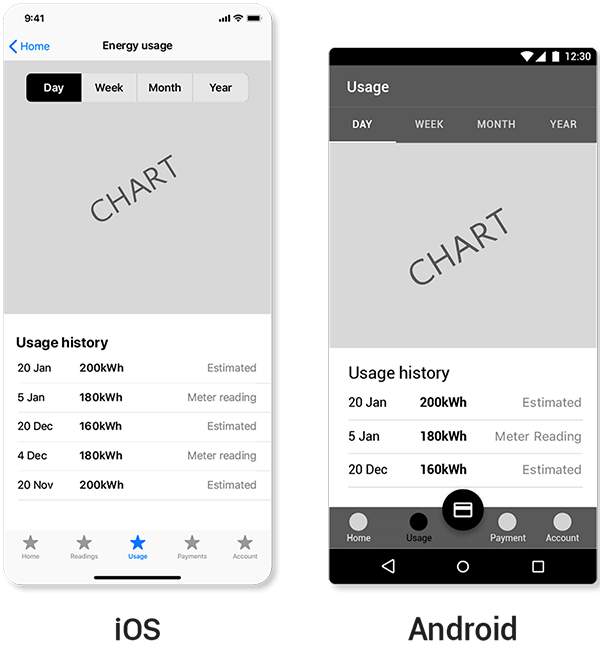 9:41
Home Energy usage
Day Week Month Year
CHART
Usage history
20 Jan 200kWh Estimated
5 Jan 180kWh Meter reading
20 Dec 160kWh Estimated
4 Dec 180kWh Meter reading
20 Nov 200kWh Estimated
Home Readings Usage Payments Account
iOS
12:30
Usage
DAY WEEK MONTH YEAR
CHART
Usage history
20 Jan 200kWh Estimated
5 Jan 180kWh Meter Reading
20 Dec 160kWh Estimated
Home Usage Payment Account
Android